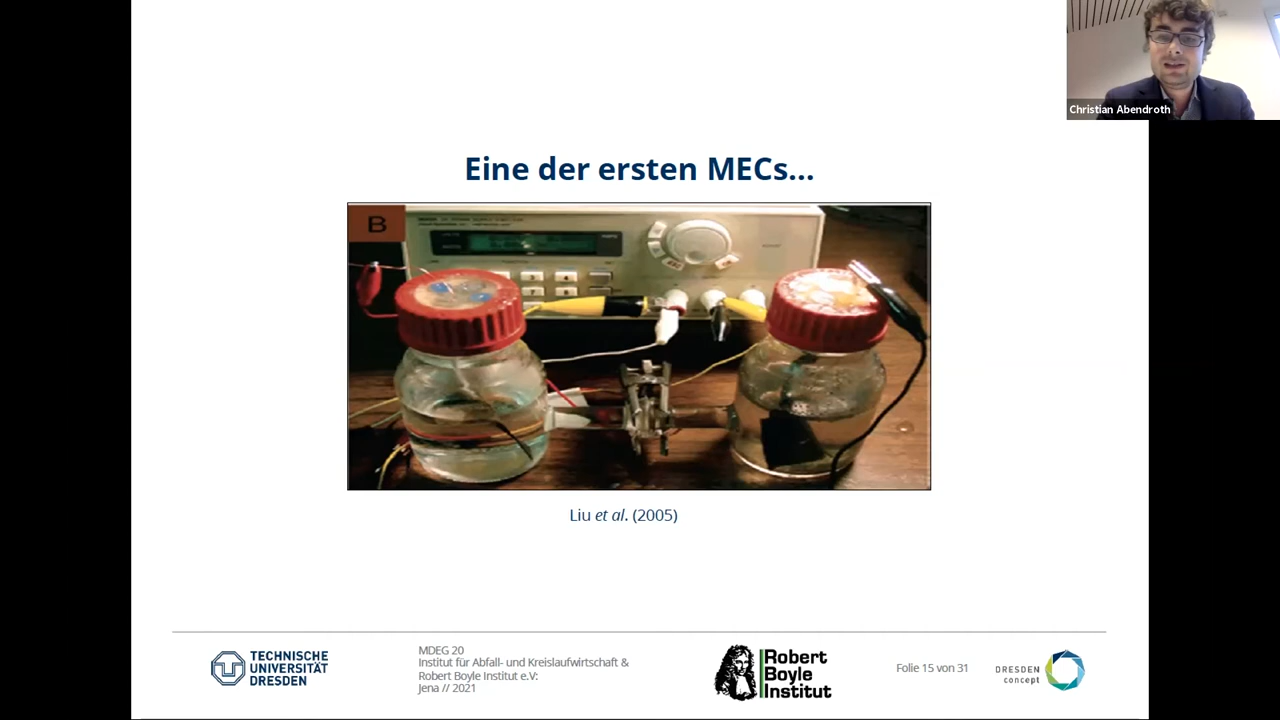 Christian Abendroth
Eine der ersten MECs...
B
Liu et al. (2005)
TECHNISCHE
UNIVERSITÄT
DRESDEN
MDEG 20
Institut für Abfall- und Kreislaufwirtschaft &
Robert Boyle Institut e.V:
Jena // 2021
Robert
Boyle
Institut
Folie 15 von 31
DRESDEN
concept